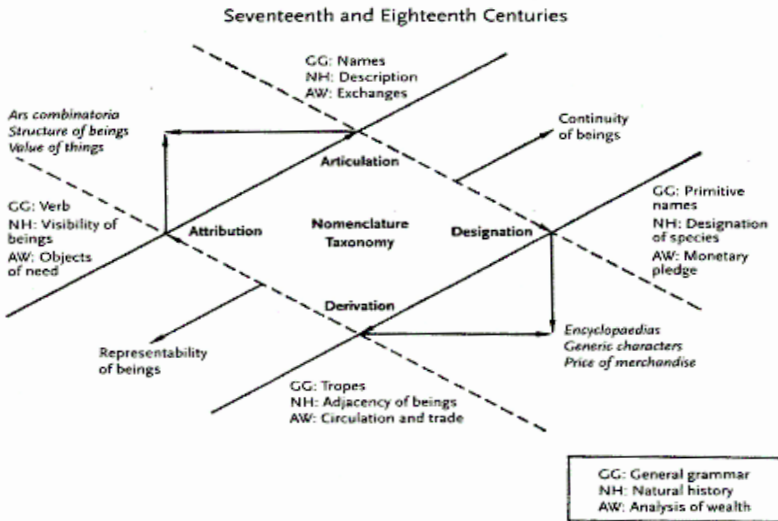 Seventeenth and Eighteenth Centuries
GG: Names
NH: Description
AW: Exchanges
Ars combinatoria
Structure of beings
Value of things
Continuity
of beings
Articulation
GG: Verb
NH: Visibility of
beings
AW: Objects
of need
Attribution
Nomenclature
Taxonomy
Designation
GG: Primitive
names
NH: Designation
of species
AW: Monetary
pledge
Derivation
Representability
of beings
Encyclopaedias
Generic characters
Price of merchandise
GG: Tropes
NH: Adjacency of beings
AW: Circulation and trade
GG: General grammar
NH: Natural history
AW: Analysis of wealth